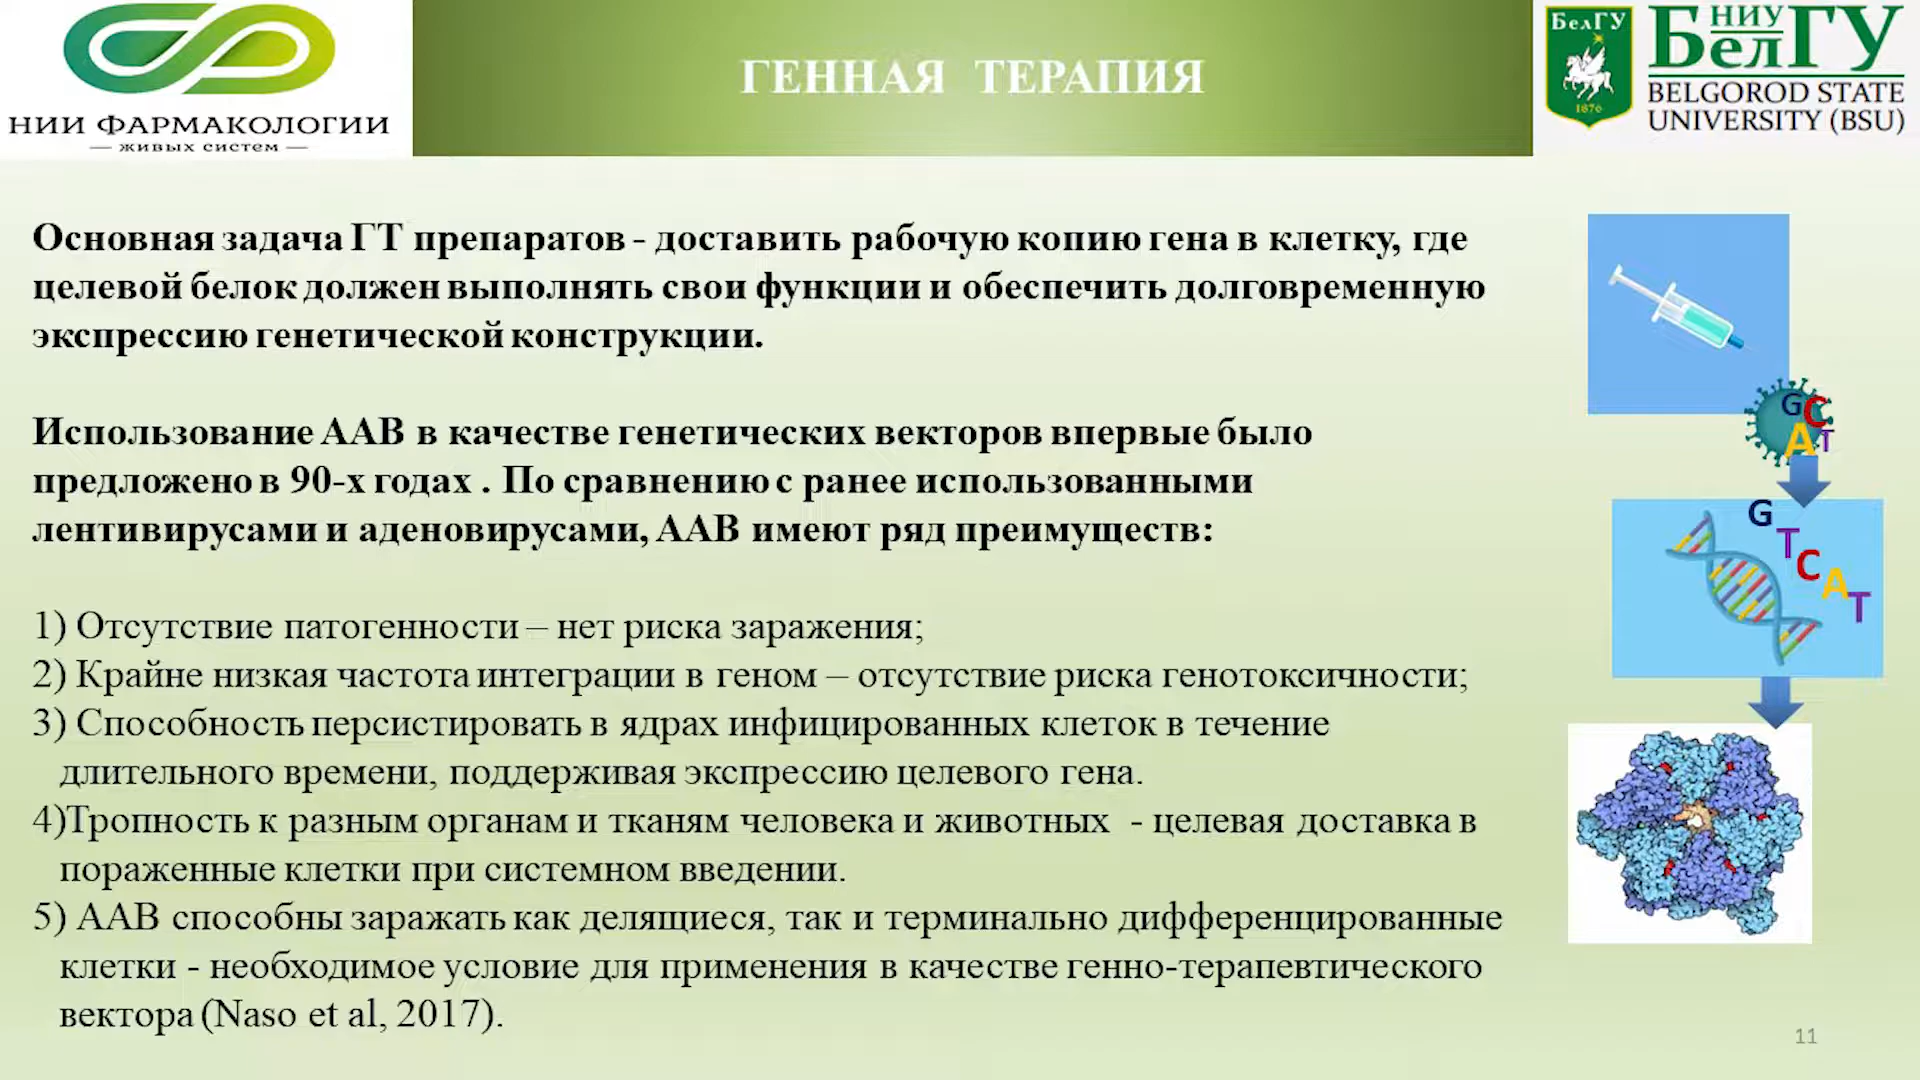 НИИ ФАРМАКОЛОГИИ
— живых систем —
ГЕННАЯ ТЕРАПИЯ
БелГУ
1876
НИУ
БелГУ
BELGOROD STATE
UNIVERSITY (BSU)
Основная задача ГТ препаратов - доставить рабочую копию гена в клетку, где
целевой белок должен выполнять свои функции и обеспечить долговременную
экспрессию генетической конструкции.
Использование ААВ в качестве генетических векторов впервые было
предложено в 90-х годах . По сравнению с ранее использованными
лентивирусами и аденовирусами, ААВ имеют ряд преимуществ:
1) Отсутствие патогенности – нет риска заражения;
2) Крайне низкая частота интеграции в геном – отсутствие риска генотоксичности;
3) Способность персистировать в ядрах инфицированных клеток в течение
длительного времени, поддерживая экспрессию целевого гена.
4)Тропность к разным органам и тканям человека и животных - целевая доставка в
пораженные клетки при системном введении.
5) ААВ способны заражать как делящиеся, так и терминально дифференцированные
клетки - необходимое условие для применения в качестве генно-терапевтического
вектора (Naso et al, 2017).
G C
A T
G
T
C
A
T
11